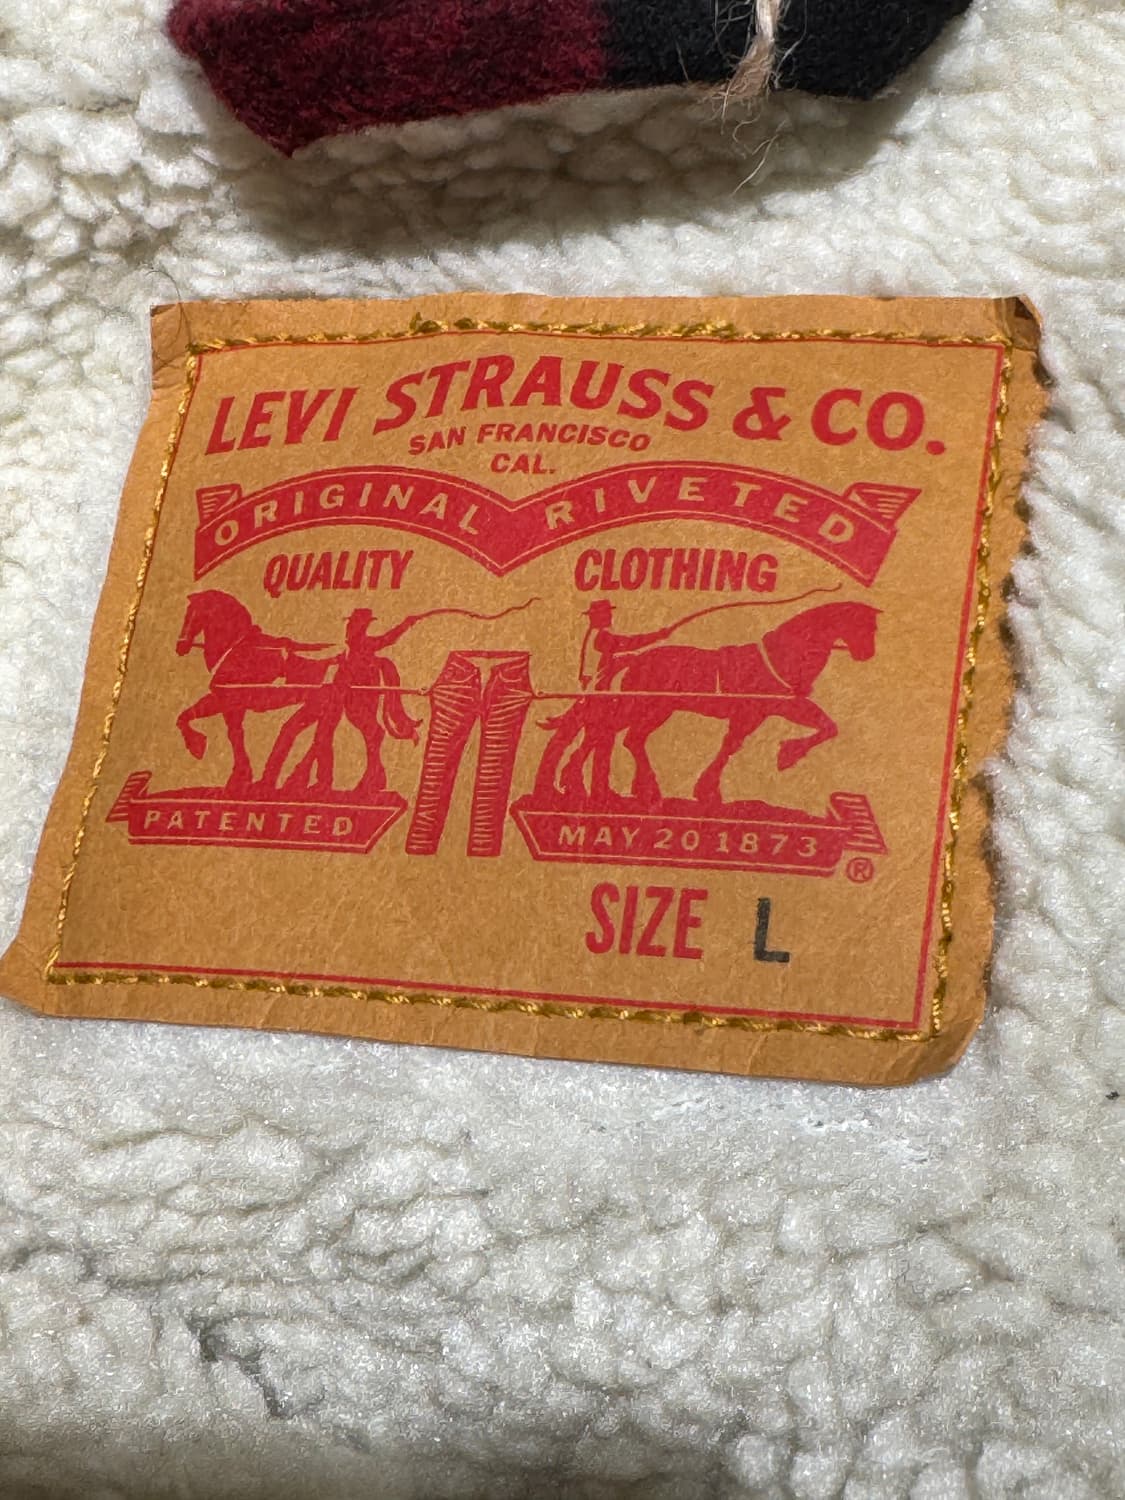 LEVI STRAUSS & CO.
SAN FRANCISCO
CAL.
ORIGINAL RIVETED
QUALITY CLOTHING
PATENTED MAY 20 1873
®
SIZE L